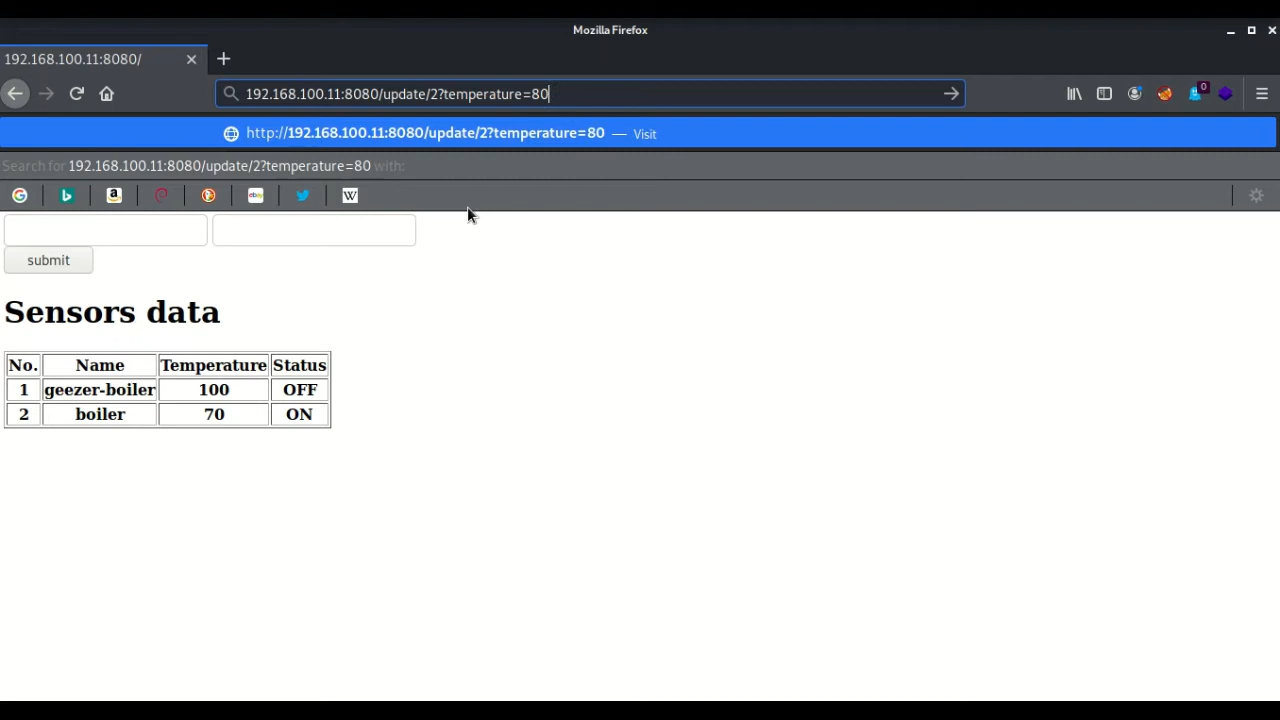 Mozilla Firefox
192.168.100.11:8080/
192.168.100.11:8080/update/2?temperature=80
0
http://192.168.100.11:8080/update/2?temperature=80 — Visit
Search for 192.168.100.11:8080/update/2?temperature=80 with:
G b a ebay W
submit
Sensors data
No. Name Temperature Status
1 geezer-boiler 100 OFF
2 boiler 70 ON